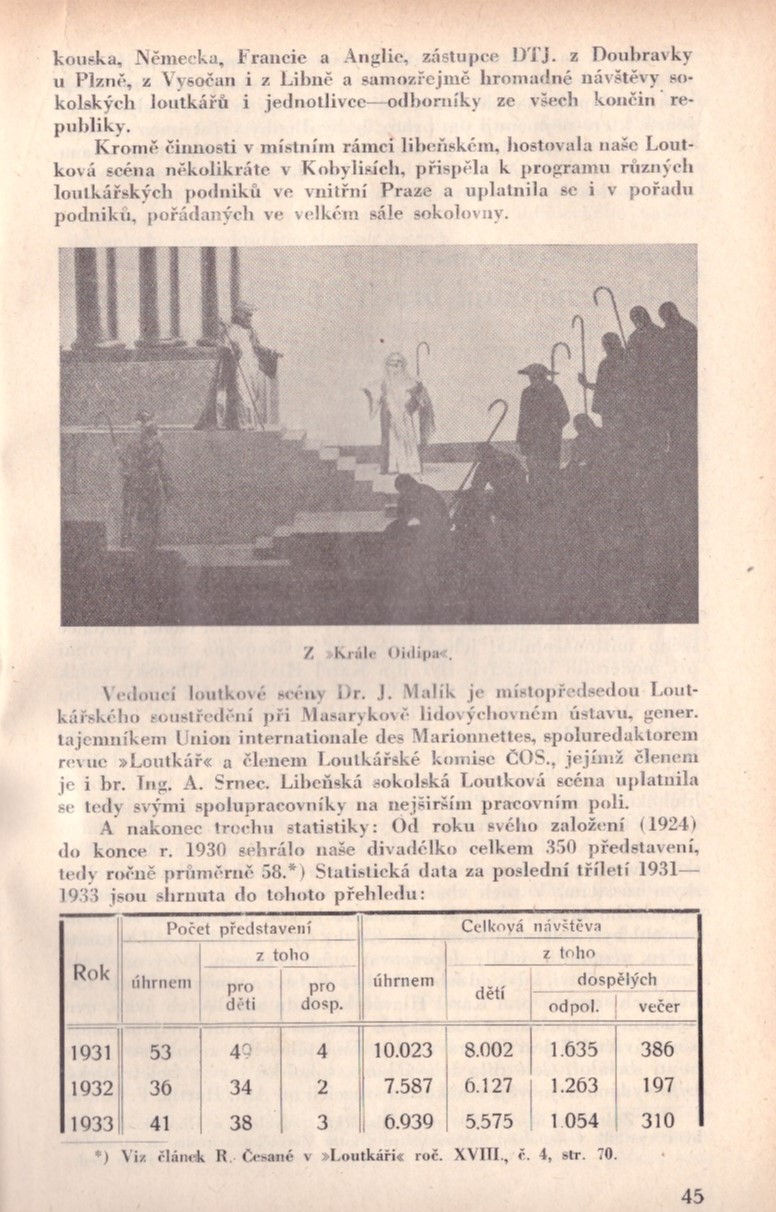 kouska, Německa, Francie a Anglie, zástupce DTJ. z Doubravky
u Plzně, z Vysočan i z Libně a samozřejmě hromadné návštěvy so-
kolských loutkářů i jednotlivce—odborníky ze všech končin re-
publiky.
Kromě činnosti v místním rámci libeňském, hostovala naše Lout-
ková scéna několikráte v Kobylisích, přispěla k programu různých
loutkářských podniků ve vnitřní Praze a uplatnila se i v pořadu
podniků, pořádaných ve velkém sále sokolovny.
Z »Krále Oidipa«.
Vedoucí loutkové scény Dr. J. Malík je místopředsedou Lout-
kářského soustředění při Masarykově lidovýchovném ústavu, gener.
tajemníkem Union internationale des Marionnettes, spoluredaktorem
revue »Loutkář« a členem Loutkářské komise ČOS., jejímž členem
je i br. Ing. A. Srnec. Libeňská sokolská Loutková scéna uplatnila
se tedy svými spolupracovníky na nejširším pracovním poli.
A nakonec trochu statistiky: Od roku svého založení (1924)
do konce r. 1930 sehrálo naše divadélko celkem 350 představení,
tedy ročně průměrně 58.*) Statistická data za poslední tříletí 1931—
1933 jsou shrnuta do tohoto přehledu:
Rok Počet představení Celková návštěva
úhrnem z toho úhrnem z toho
pro děti pro dosp. dětí dospělých
odpol. večer
1931 53 49 4 10.023 8.002 1.635 386
1932 36 34 2 7.587 6.127 1.263 197
1933 41 38 3 6.939 5.575 1.054 310
*) Viz článek R. Česané v »Loutkáři« roč. XVIII., č. 4, str. 70.
45